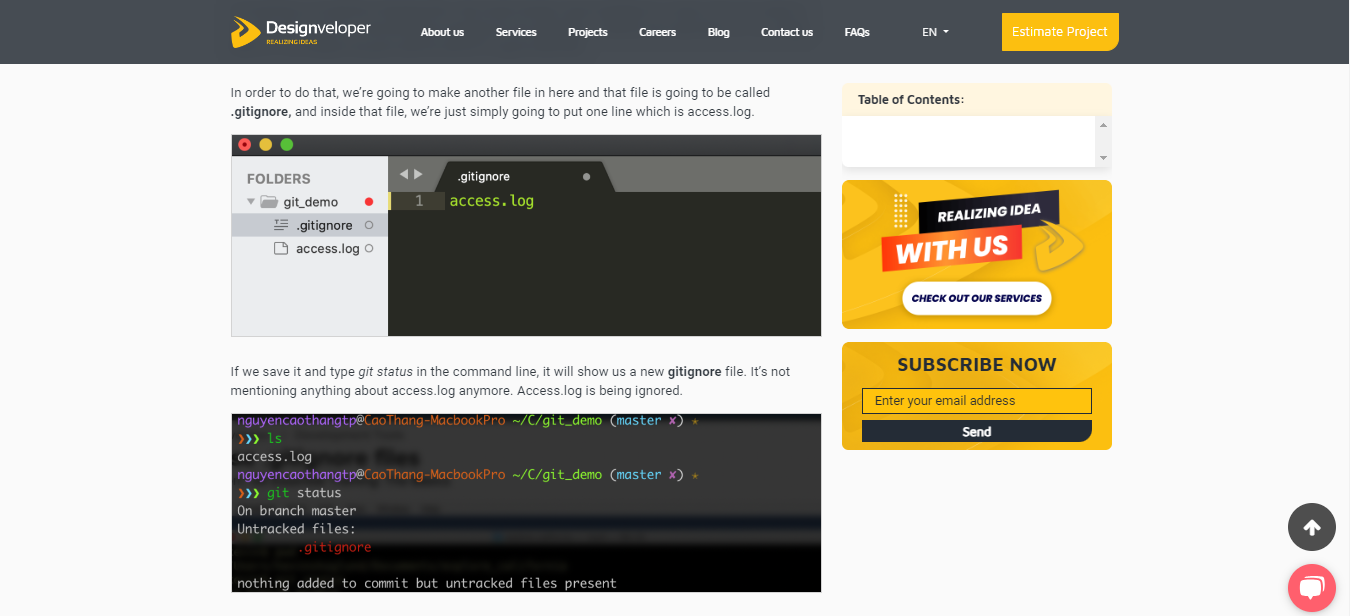 Designveloper
REALIZING IDEAS
About us
Services
Projects
Careers
Blog
Contact us
FAQs
EN
Estimate Project
In order to do that, we’re going to make another file in here and that file is going to be called
.gitignore, and inside that file, we’re just simply going to put one line which is access.log.
FOLDERS
git_demo
.gitignore
access.log
.gitignore
1 access.log
If we save it and type git status in the command line, it will show us a new gitignore file. It’s not
mentioning anything about access.log anymore. Access.log is being ignored.
nguyencaothangtp@CaoThang-MacbookPro ~/C/git_demo (master ✘) ★
❯❯❯ ls
access.log
nguyencaothangtp@CaoThang-MacbookPro ~/C/git_demo (master ✘) ★
❯❯❯ git status
On branch master
Untracked files:
.gitignore
nothing added to commit but untracked files present
Table of Contents:
REALIZING IDEA
WITH US
CHECK OUT OUR SERVICES
SUBSCRIBE NOW
Enter your email address
Send